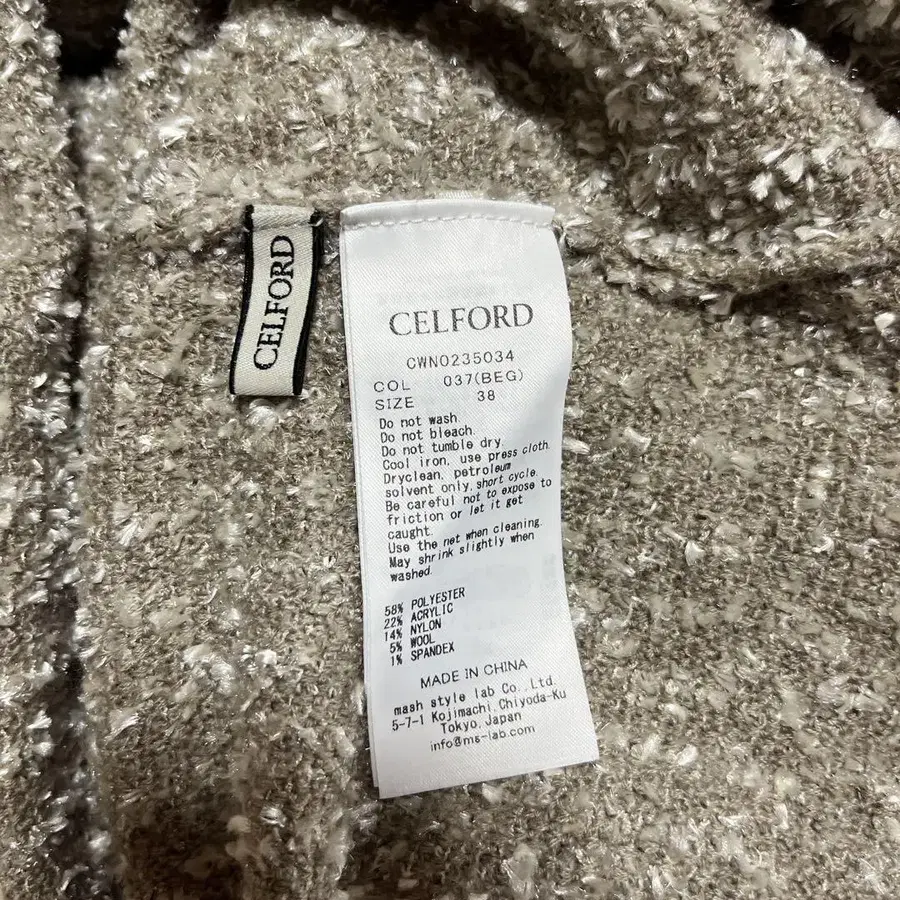 CELFORD
CELFORD
CWN0235034
COL 037(BEG)
SIZE 38
Do not wash.
Do not bleach.
Do not tumble dry.
Cool iron, use press cloth.
Dryclean, petroleum
solvent only, short cycle.
Be careful not to expose to
friction or let it get
caught.
Use the net when cleaning.
May shrink slightly when
washed.
58% POLYESTER
22% ACRYLIC
14% NYLON
5% WOOL
1% SPANDEX
MADE IN CHINA
mash style lab Co., Ltd.
5-7-1 Kojimachi, Chiyoda-Ku
Tokyo, Japan
info@ms-lab.com